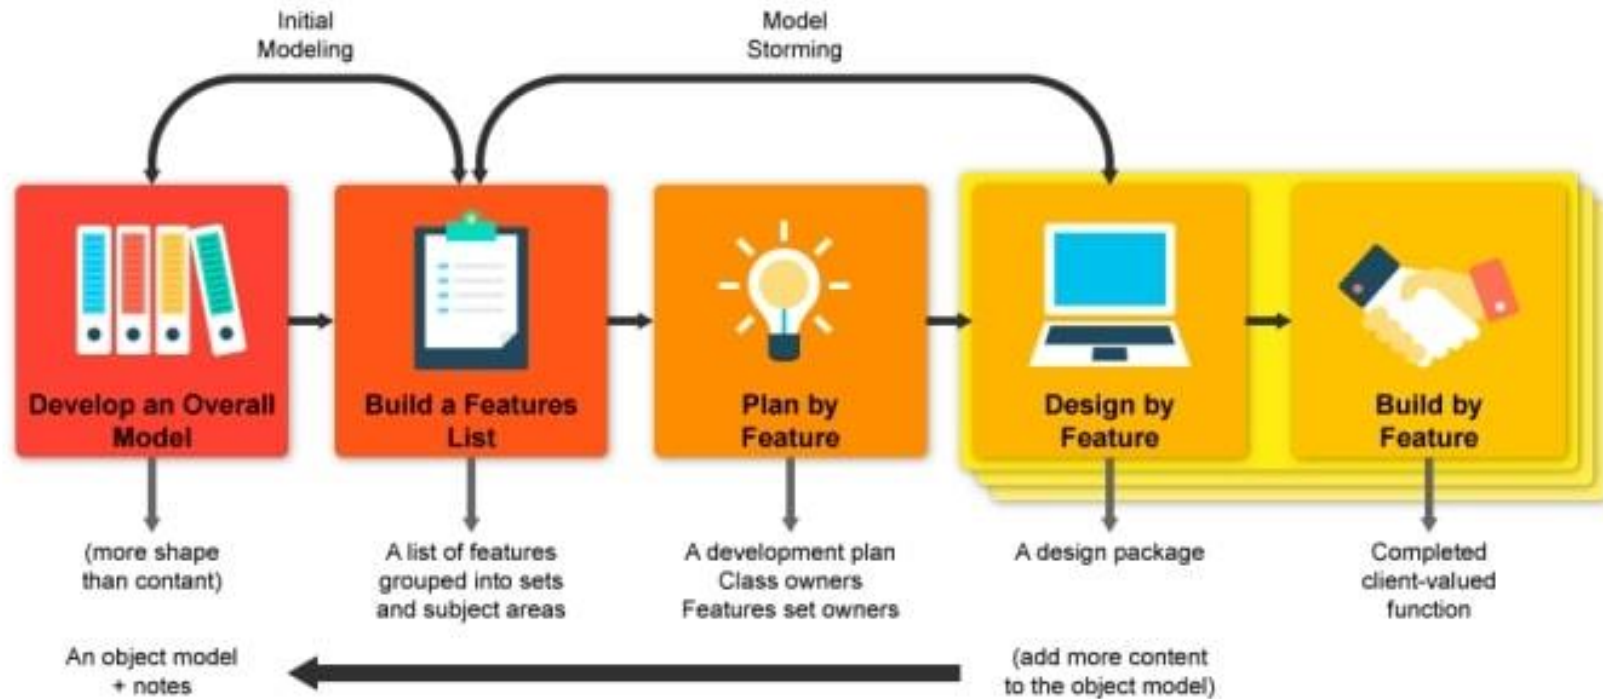 Initial
Modeling
Model
Storming
Develop an Overall
Model
Build a Features
List
Plan by
Feature
Design by
Feature
Build by
Feature
(more shape
than contant)
A list of features
grouped into sets
and subject areas
A development plan
Class owners
Features set owners
A design package
Completed
client-valued
function
An object model
+ notes
(add more content
to the object model)